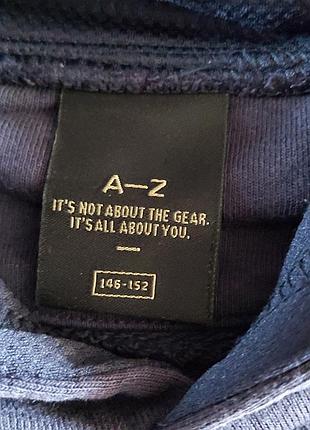 A–Z
IT'S NOT ABOUT THE GEAR.
IT'S ALL ABOUT YOU.
146-152